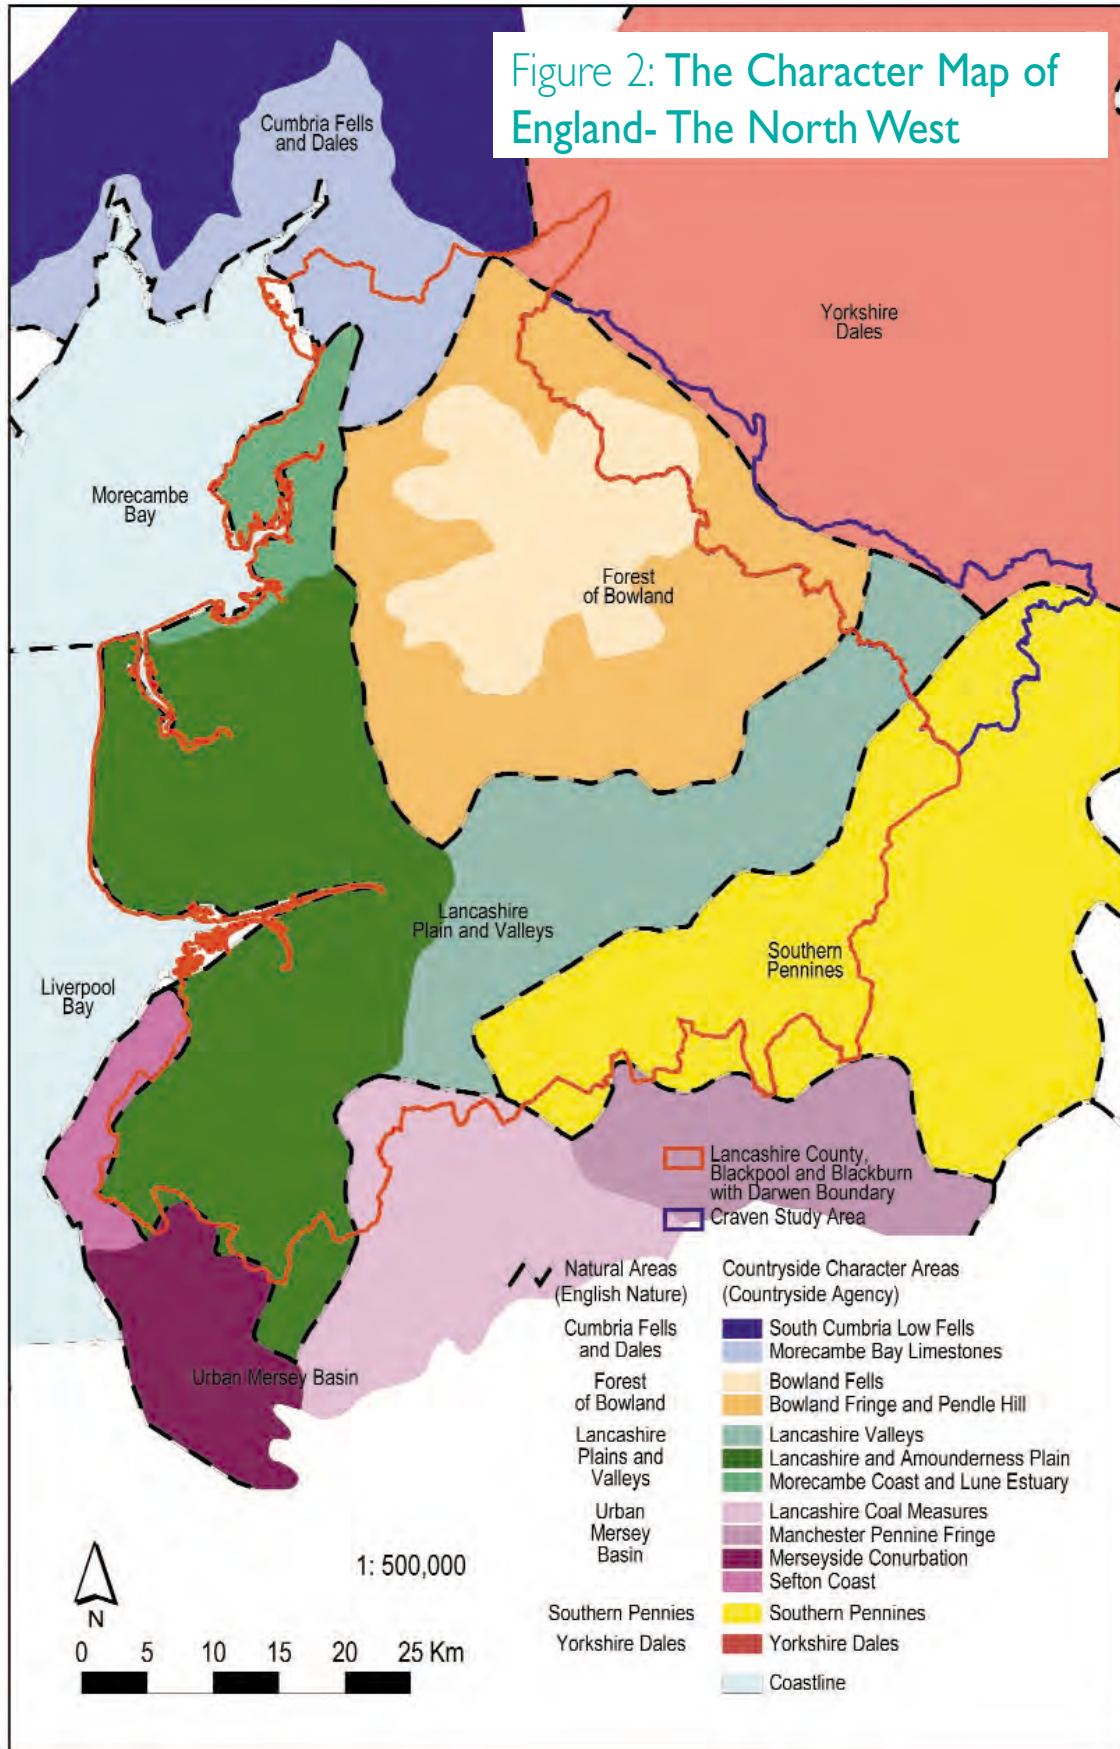 Figure 2: The Character Map of
England- The North West
Cumbria Fells
and Dales
Yorkshire
Dales
Morecambe
Bay
Forest
of Bowland
Lancashire
Plain and Valleys
Southern
Pennines
Liverpool
Bay
Urban Mersey Basin
Lancashire County,
Blackpool and Blackburn
with Darwen Boundary
Craven Study Area
Natural Areas
(English Nature)
Countryside Character Areas
(Countryside Agency)
Cumbria Fells
and Dales
South Cumbria Low Fells
Morecambe Bay Limestones
Forest
of Bowland
Bowland Fells
Bowland Fringe and Pendle Hill
Lancashire
Plains and
Valleys
Lancashire Valleys
Lancashire and Amounderness Plain
Morecambe Coast and Lune Estuary
Urban
Mersey
Basin
Lancashire Coal Measures
Manchester Pennine Fringe
Merseyside Conurbation
Sefton Coast
Southern Pennies
Southern Pennines
Yorkshire Dales
Yorkshire Dales
Coastline
N
1: 500,000
0 5 10 15 20 25 Km